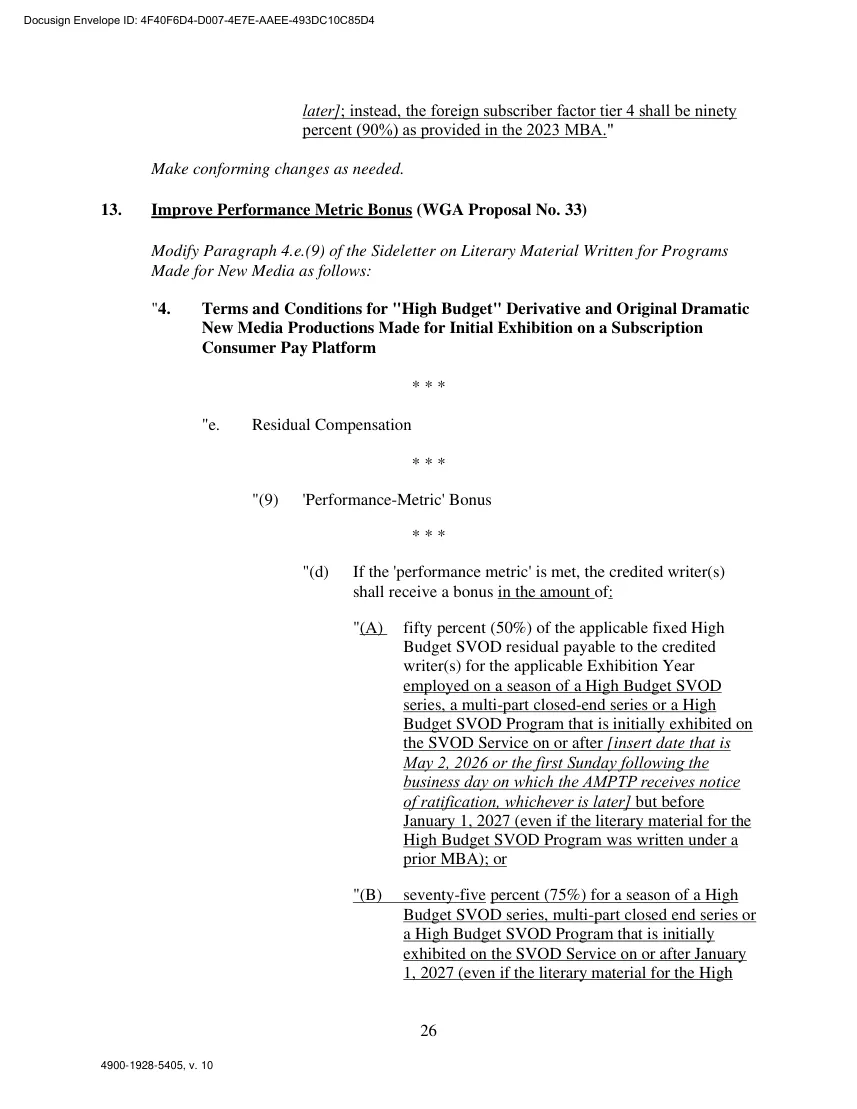 Docusign Envelope ID: 4F40F6D4-D007-4E7E-AAEE-493DC10C85D4
later]; instead, the foreign subscriber factor tier 4 shall be ninety
percent (90%) as provided in the 2023 MBA."
Make conforming changes as needed.
13. Improve Performance Metric Bonus (WGA Proposal No. 33)
Modify Paragraph 4.e.(9) of the Sideletter on Literary Material Written for Programs
Made for New Media as follows:
"4. Terms and Conditions for "High Budget" Derivative and Original Dramatic
New Media Productions Made for Initial Exhibition on a Subscription
Consumer Pay Platform
* * *
"e. Residual Compensation
* * *
"(9) 'Performance-Metric' Bonus
* * *
"(d) If the 'performance metric' is met, the credited writer(s)
shall receive a bonus in the amount of:
"(A) fifty percent (50%) of the applicable fixed High
Budget SVOD residual payable to the credited
writer(s) for the applicable Exhibition Year
employed on a season of a High Budget SVOD
series, a multi-part closed-end series or a High
Budget SVOD Program that is initially exhibited on
the SVOD Service on or after [insert date that is
May 2, 2026 or the first Sunday following the
business day on which the AMPTP receives notice
of ratification, whichever is later] but before
January 1, 2027 (even if the literary material for the
High Budget SVOD Program was written under a
prior MBA); or
"(B) seventy-five percent (75%) for a season of a High
Budget SVOD series, multi-part closed end series or
a High Budget SVOD Program that is initially
exhibited on the SVOD Service on or after January
1, 2027 (even if the literary material for the High
26
4900-1928-5405, v. 10